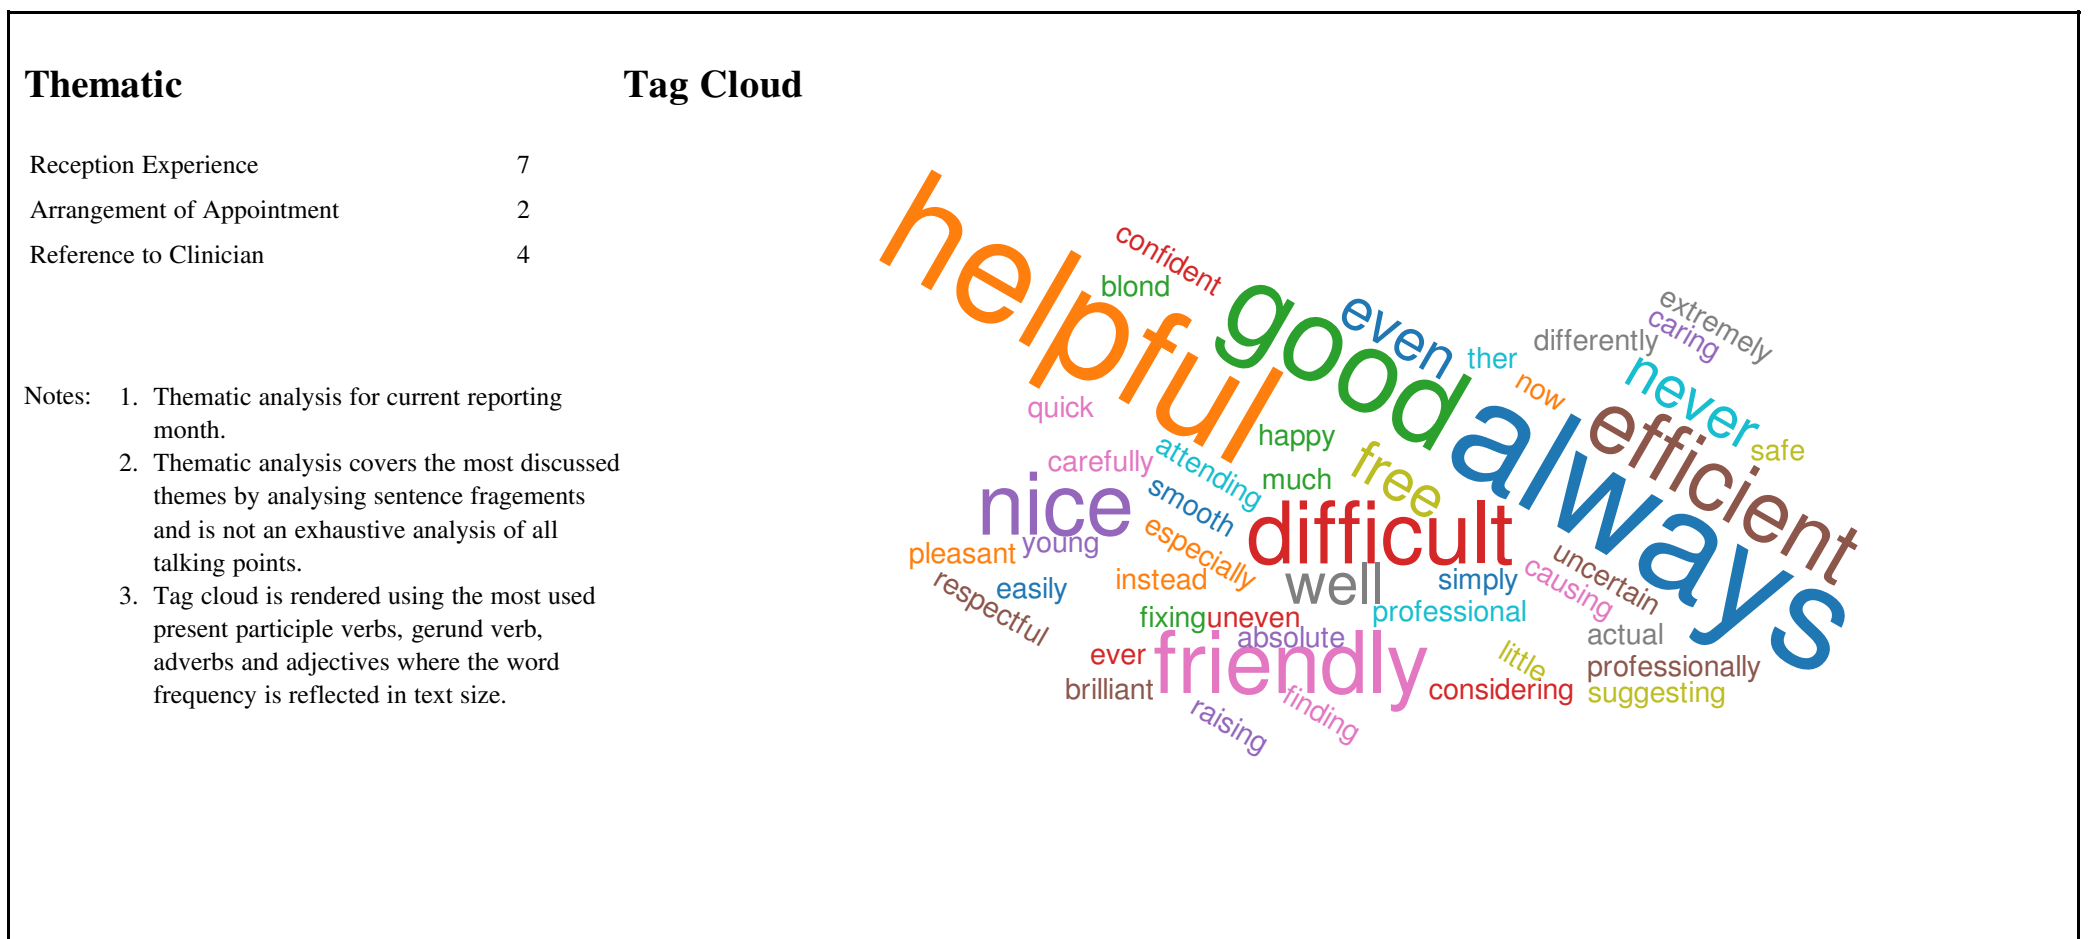 Thematic
Tag Cloud
Reception Experience 7
Arrangement of Appointment 2
Reference to Clinician 4
Notes: 1. Thematic analysis for current reporting
month.
2. Thematic analysis covers the most discussed
themes by analysing sentence fragements
and is not an exhaustive analysis of all
talking points.
3. Tag cloud is rendered using the most used
present participle verbs, gerund verb,
adverbs and adjectives where the word
frequency is reflected in text size.
helpful
confident
blond
good
even
ther
differently
extremely
caring
now
never
efficient
always
safe
quick
happy
free
carefully
attending
much
nice
smooth
difficult
young
pleasant
especially
respectful
easily
instead
well
simply
uncertain
causing
fixing
uneven
professional
absolute
actual
ever
friendly
little
professionally
brilliant
considering
suggesting
finding
raising